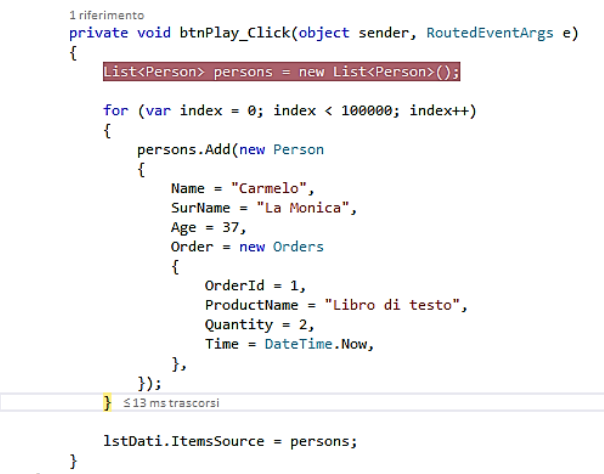 1 riferimento
private void btnPlay_Click(object sender, RoutedEventArgs e)
{
List<Person> persons = new List<Person>();
for (var index = 0; index < 100000; index++)
{
persons.Add(new Person
{
Name = "Carmelo",
SurName = "La Monica",
Age = 37,
Order = new Orders
{
OrderId = 1,
ProductName = "Libro di testo",
Quantity = 2,
Time = DateTime.Now,
},
});
} ≤13 ms trascorsi
lstDati.ItemsSource = persons;
}